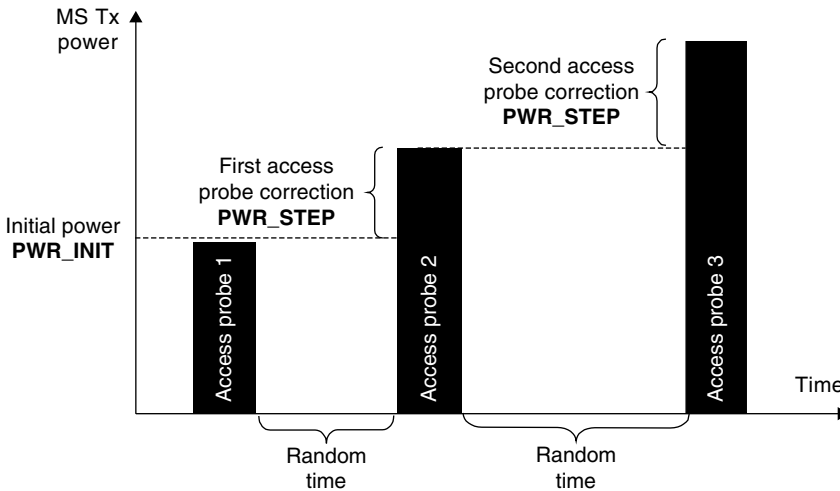 MS Tx
power
Second access
probe correction
PWR_STEP
First access
probe correction
PWR_STEP
Initial power
PWR_INIT
Access probe 1
Access probe 2
Access probe 3
Time
Random
time
Random
time